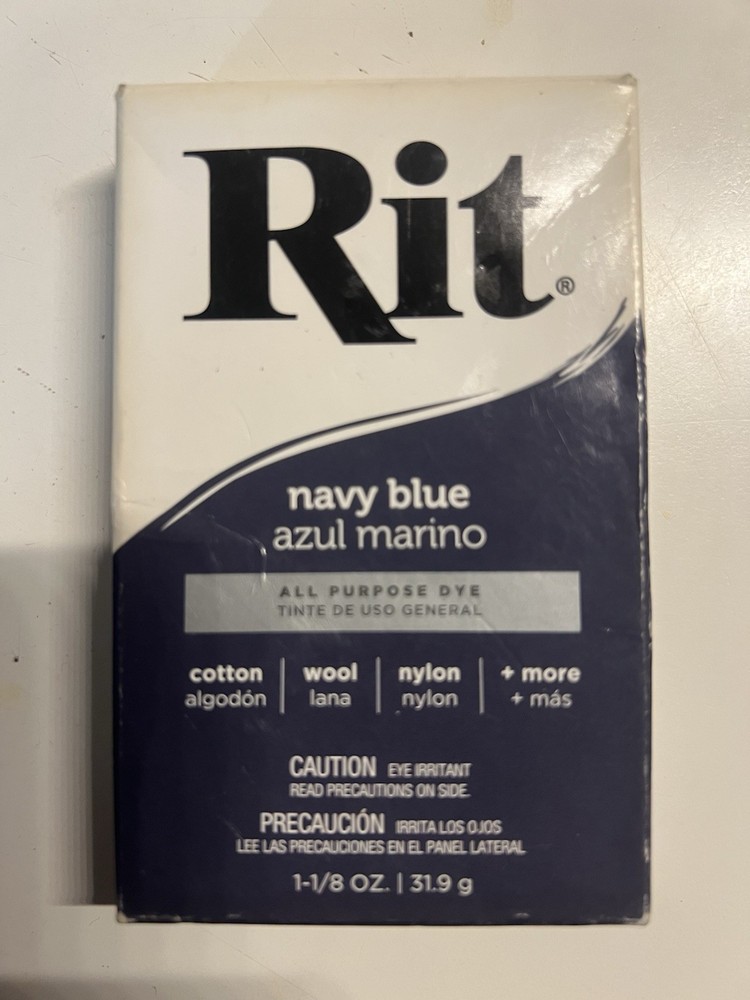 Rit®
navy blue
azul marino
ALL PURPOSE DYE
TINTE DE USO GENERAL
cotton | wool | nylon | + more
algodón | lana | nylon | + más
CAUTION EYE IRRITANT
READ PRECAUTIONS ON SIDE.
PRECAUCIÓN IRRITA LOS OJOS
LEE LAS PRECAUCIONES EN EL PANEL LATERAL
1-1/8 OZ. | 31.9 g